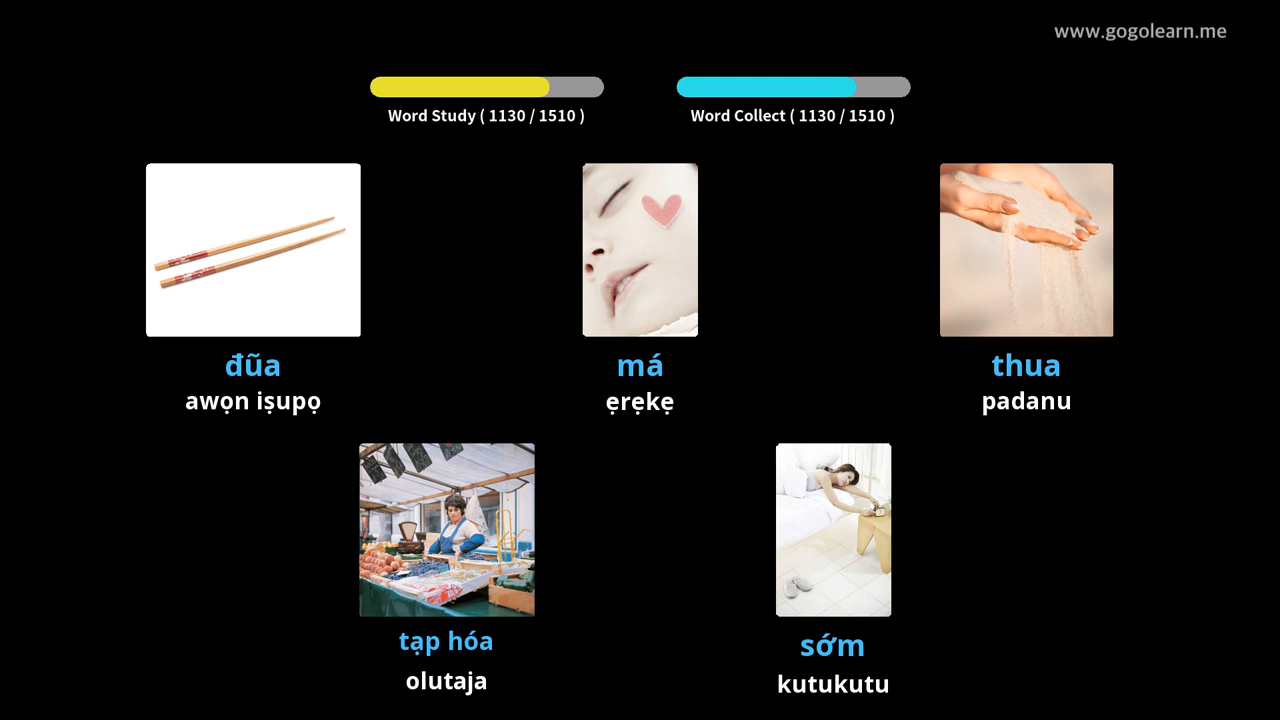 www.gogolearn.me
Word Study ( 1130 / 1510 )
Word Collect ( 1130 / 1510 )
đũa
awọn iṣupọ
má
ẹrẹkẹ
thua
padanu
tạp hóa
olutaja
sớm
kutukutu